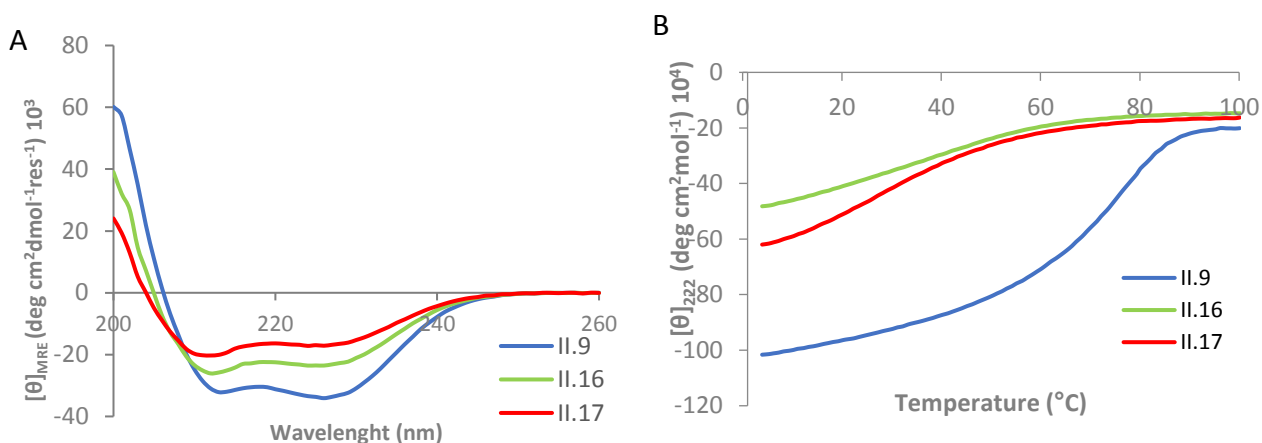 A
[θ]MRE (deg cm²dmol⁻¹res⁻¹) 10³
80
60
40
20
0
-20
-40
200
220
240
260
Wavelenght (nm)
II.9
II.16
II.17
B
[θ]₂₂₂ (deg cm²mol⁻¹) 10⁴)
0
-20
-40
-60
-80
-100
-120
0
20
40
60
80
100
Temperature (°C)
II.9
II.16
II.17